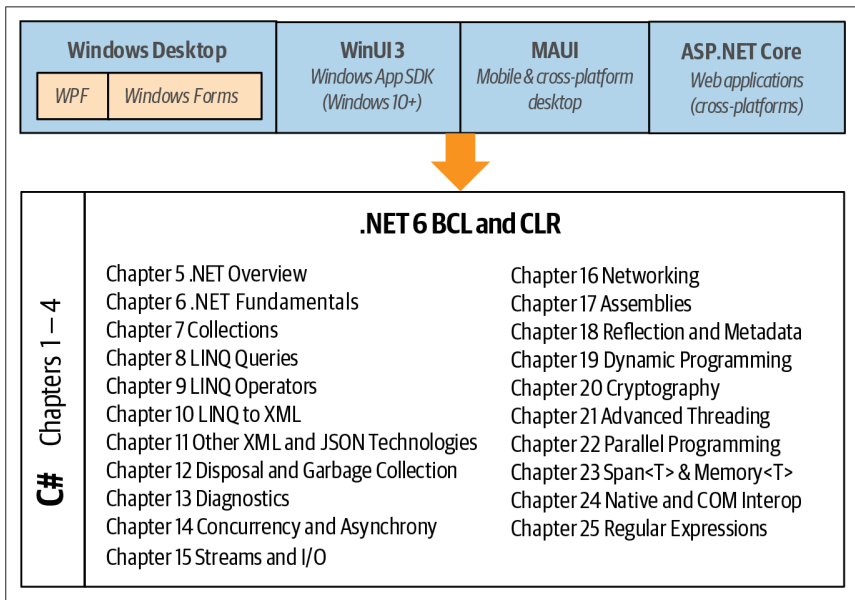 Windows Desktop
WPF
Windows Forms
WinUI 3
Windows App SDK
(Windows 10+)
MAUI
Mobile & cross-platform
desktop
ASP.NET Core
Web applications
(cross-platforms)
C# Chapters 1 – 4
.NET 6 BCL and CLR
Chapter 5 .NET Overview
Chapter 6 .NET Fundamentals
Chapter 7 Collections
Chapter 8 LINQ Queries
Chapter 9 LINQ Operators
Chapter 10 LINQ to XML
Chapter 11 Other XML and JSON Technologies
Chapter 12 Disposal and Garbage Collection
Chapter 13 Diagnostics
Chapter 14 Concurrency and Asynchrony
Chapter 15 Streams and I/O
Chapter 16 Networking
Chapter 17 Assemblies
Chapter 18 Reflection and Metadata
Chapter 19 Dynamic Programming
Chapter 20 Cryptography
Chapter 21 Advanced Threading
Chapter 22 Parallel Programming
Chapter 23 Span<T> & Memory<T>
Chapter 24 Native and COM Interop
Chapter 25 Regular Expressions